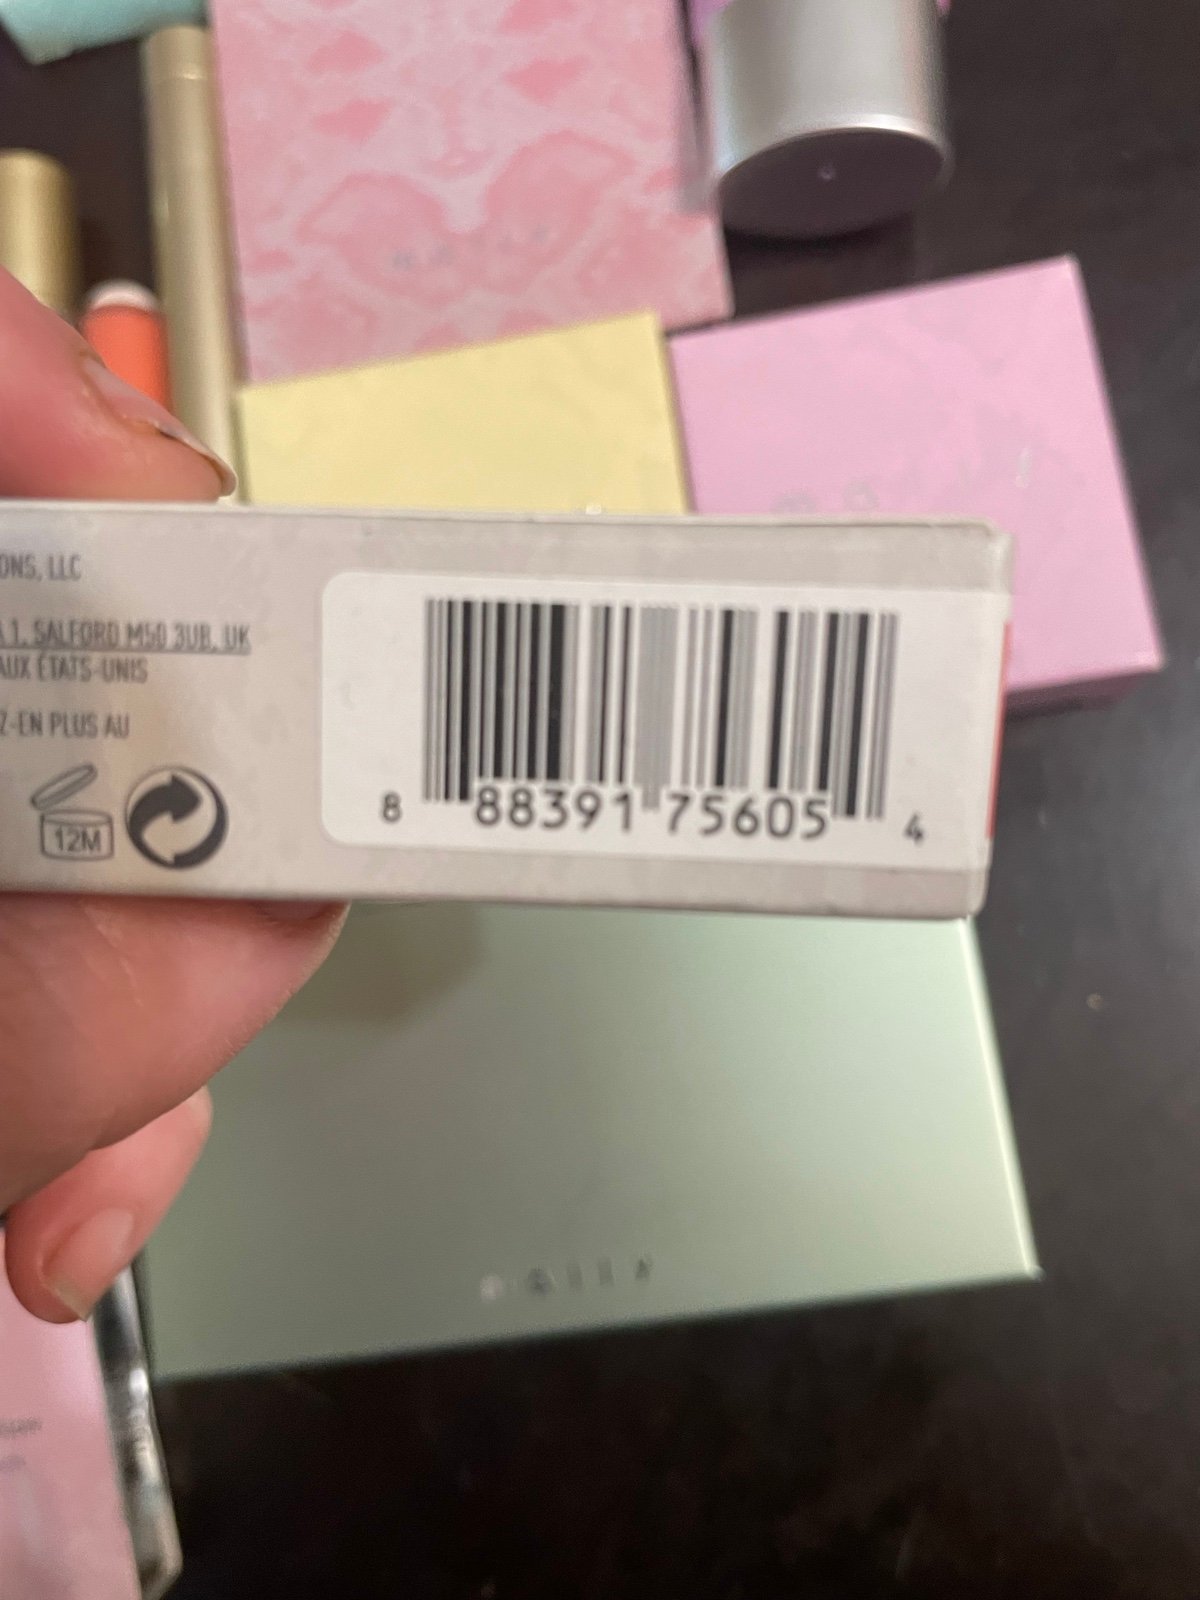 ONS, LLC
A 1, SALFORD M50 3UB, UK
AUX ÉTATS-UNIS
Z-EN PLUS AU
12M
8 88391 75605 4